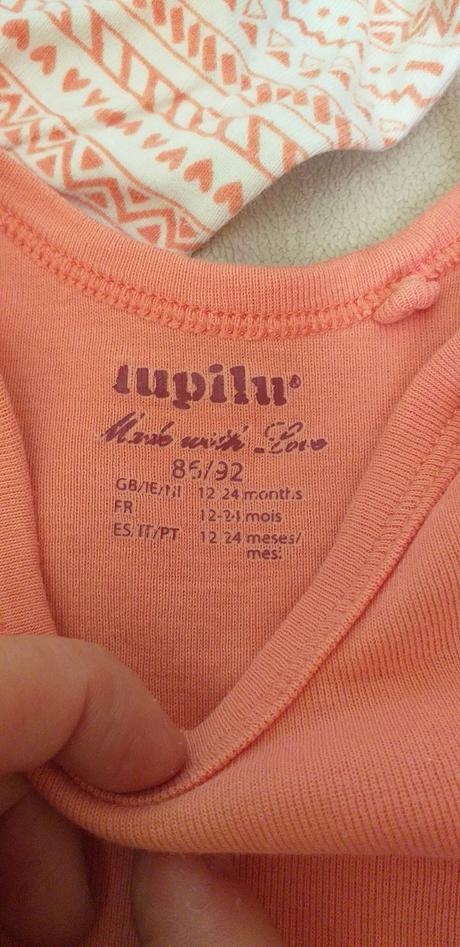 lupilu®
Made with Love
86/92
GB/IE/NI 12-24 months
FR 12-24 mois
ES/IT/PT 12-24 meses/
mesi